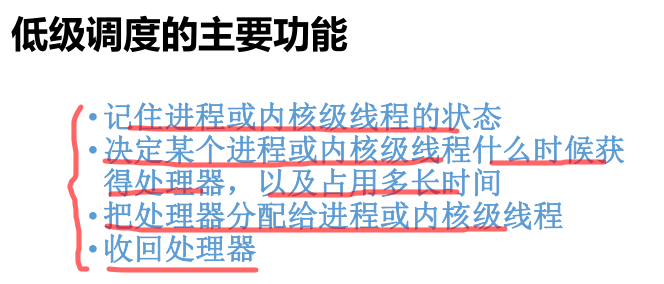 低级调度的主要功能
• 记住进程或内核级线程的状态
• 决定某个进程或内核级线程什么时候获
得处理器，以及占用多长时间
• 把处理器分配给进程或内核级线程
• 收回处理器